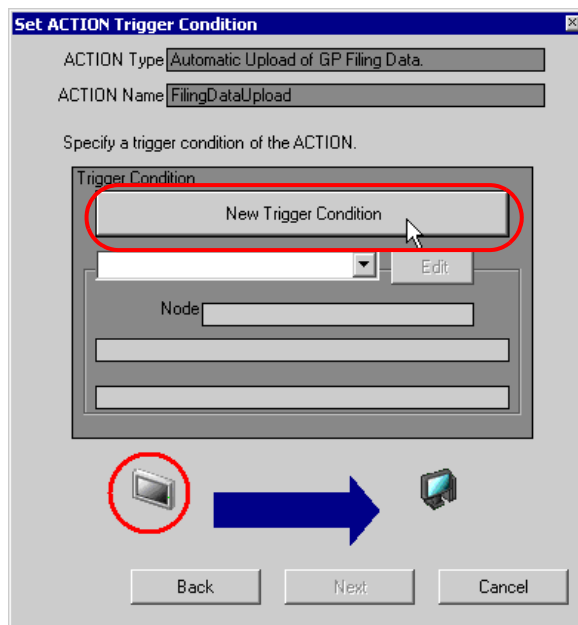 Set ACTION Trigger Condition
ACTION Type Automatic Upload of GP Filing Data.
ACTION Name FilingDataUpload
Specify a trigger condition of the ACTION.
Trigger Condition
New Trigger Condition
Edit
Node
Back Next Cancel